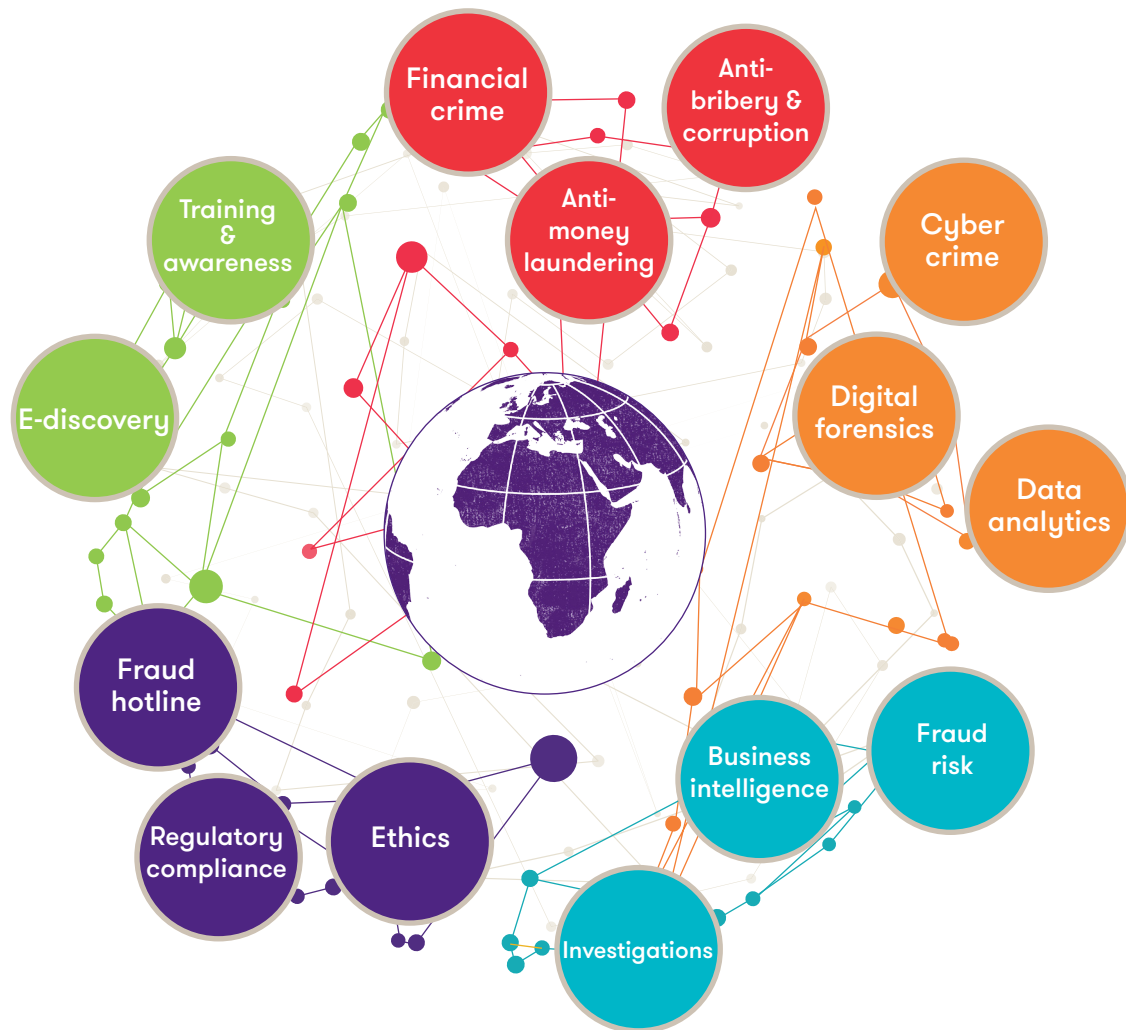 Financial
crime
Anti-
bribery &
corruption
Training
&
awareness
Anti-
money
laundering
Cyber
crime
E-discovery
Digital
forensics
Data
analytics
Fraud
hotline
Business
intelligence
Fraud
risk
Regulatory
compliance
Ethics
Investigations